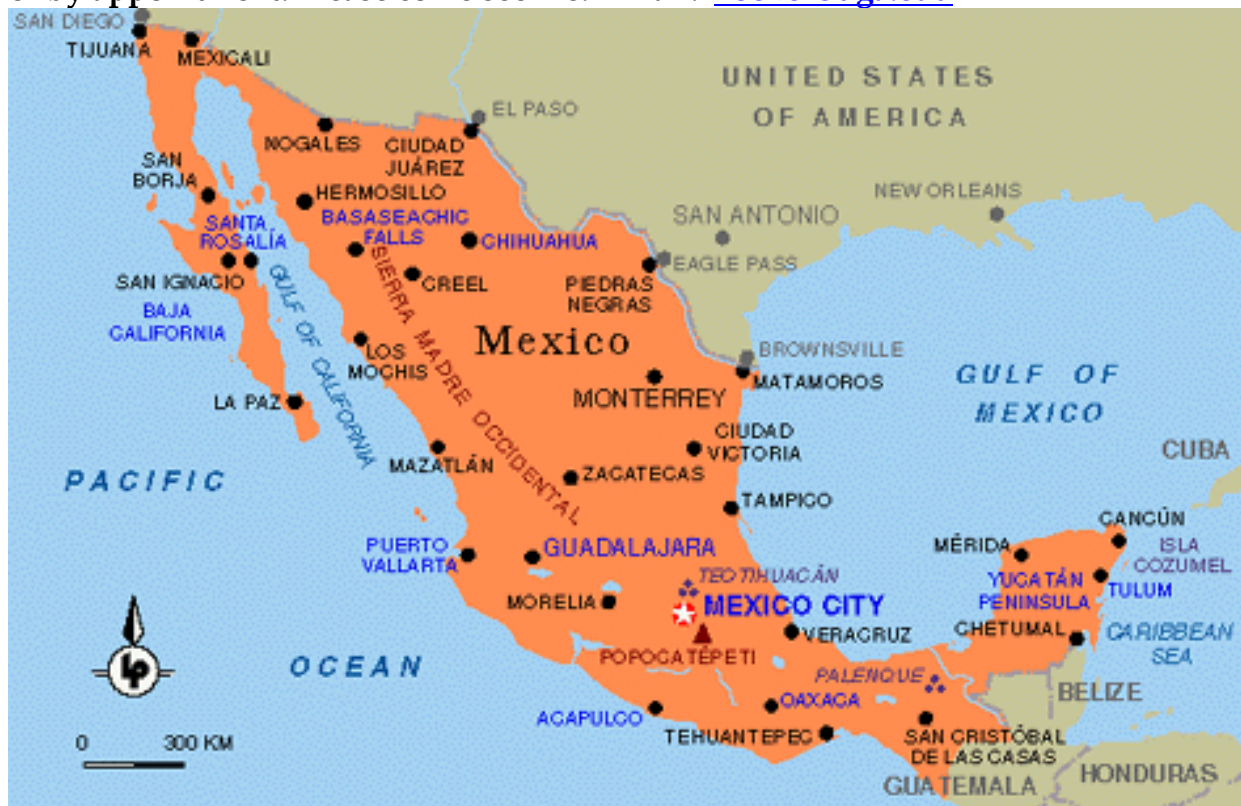 SAN DIEGO
TIJUANA
MEXICALI
UNITED STATES
OF AMERICA
EL PASO
NOGALES
CIUDAD
JUÁREZ
SAN
BORJA
HERMOSILLO
NEW ORLEANS
SAN ANTONIO
SANTA
ROSALÍA
BASASEACHIC
FALLS
CHIHUAHUA
EAGLE PASS
SAN IGNACIO
CREEL
PIEDRAS
NEGRAS
BAJA
CALIFORNIA
GULF OF CALIFORNIA
SIERRA MADRE OCCIDENTAL
Mexico
LOS
MOCHIS
BROWNSVILLE
MATAMOROS
GULF OF
MEXICO
LA PAZ
MONTERREY
CIUDAD
VICTORIA
CUBA
MAZATLÁN
ZACATECAS
PACIFIC
TAMPICO
CANCÚN
PUERTO
VALLARTA
GUADALAJARA
MÉRIDA
ISLA
COZUMEL
TEOTIHUACÁN
YUCATÁN
PENINSULA
TULUM
MORELIA
MEXICO CITY
VERACRUZ
CHETUMAL
CARIBBEAN
SEA
POPOCATÉPETI
OCEAN
PALENQUE
BELIZE
lp
ACAPULCO
OAXACA
TEHUANTEPEC
SAN CRISTÓBAL
DE LAS CASAS
0 300 KM
GUATEMALA
HONDURAS